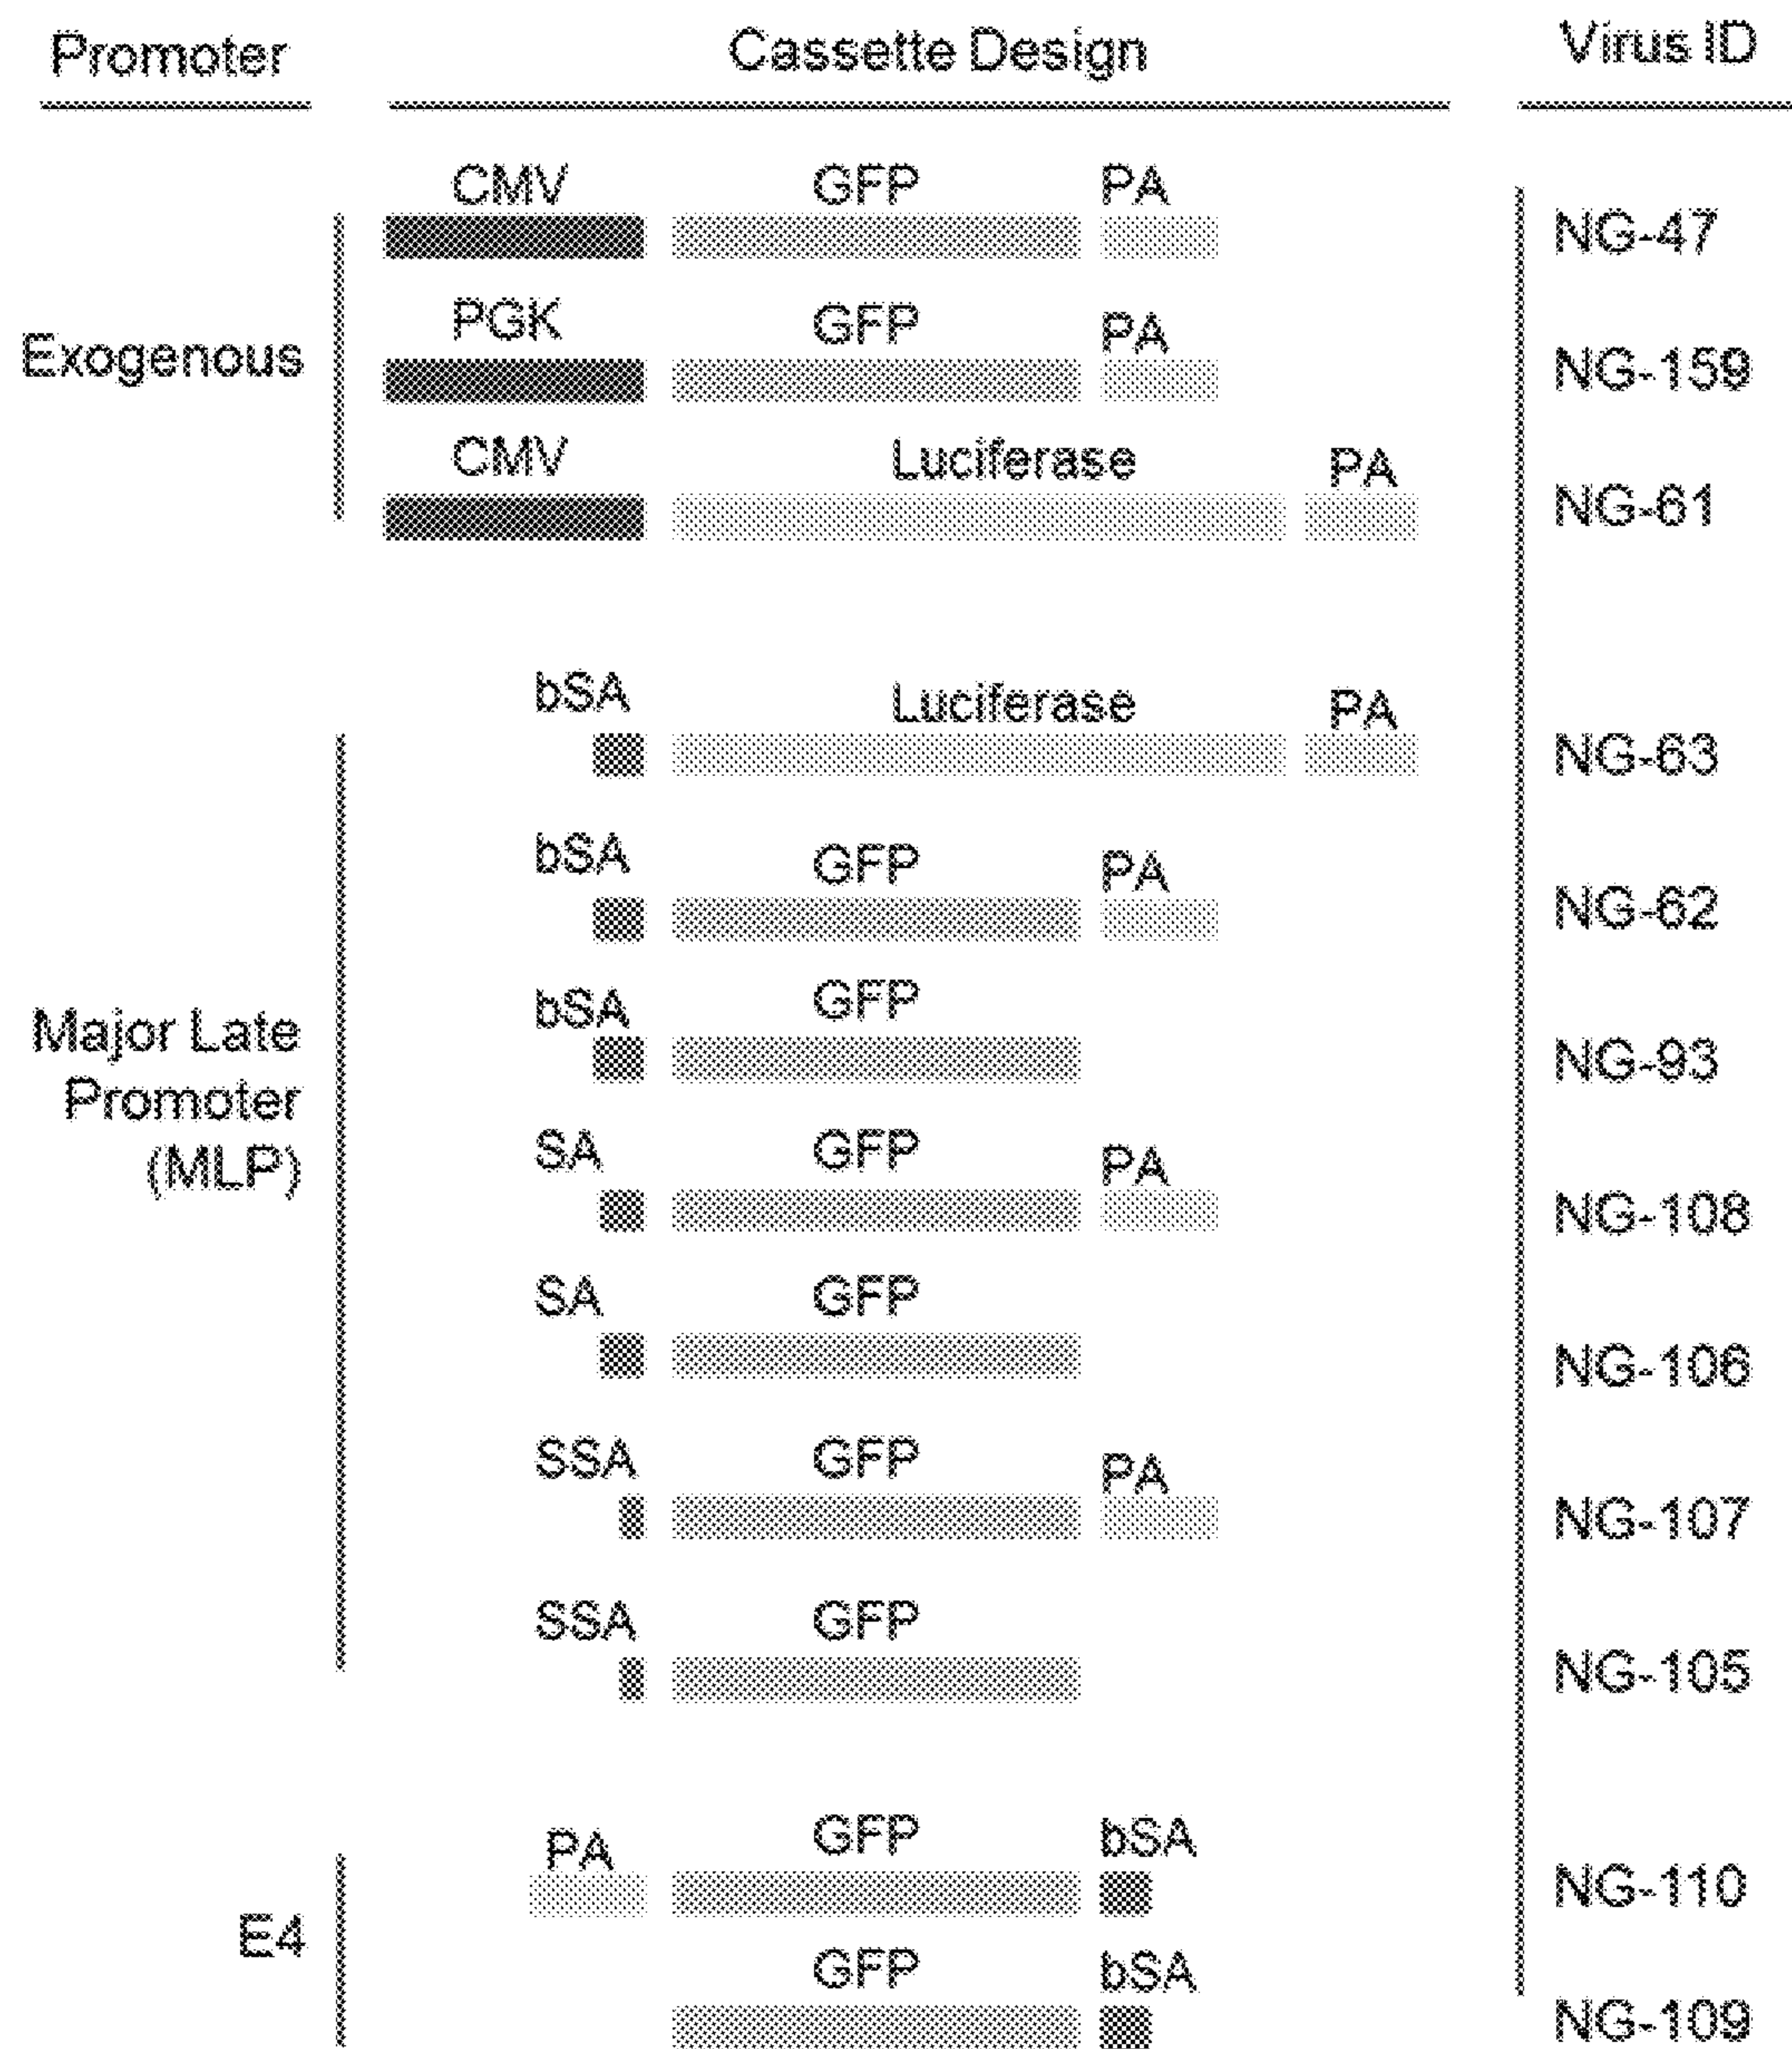 Promoter Cassette Design Virus ID
CMV GFP PA
NG-47
PGK GFP PA
Exogenous NG-159
CMV Luciferase PA
NG-61
bSA Luciferase PA
NG-63
bSA GFP PA
NG-62
bSA GFP
Major Late
Promoter
(MLP)
NG-93
SA GFP PA
NG-108
SA GFP
NG-106
SSA GFP PA
NG-107
SSA GFP
NG-105
PA GFP bSA
NG-110
E4
GFP bSA
NG-109